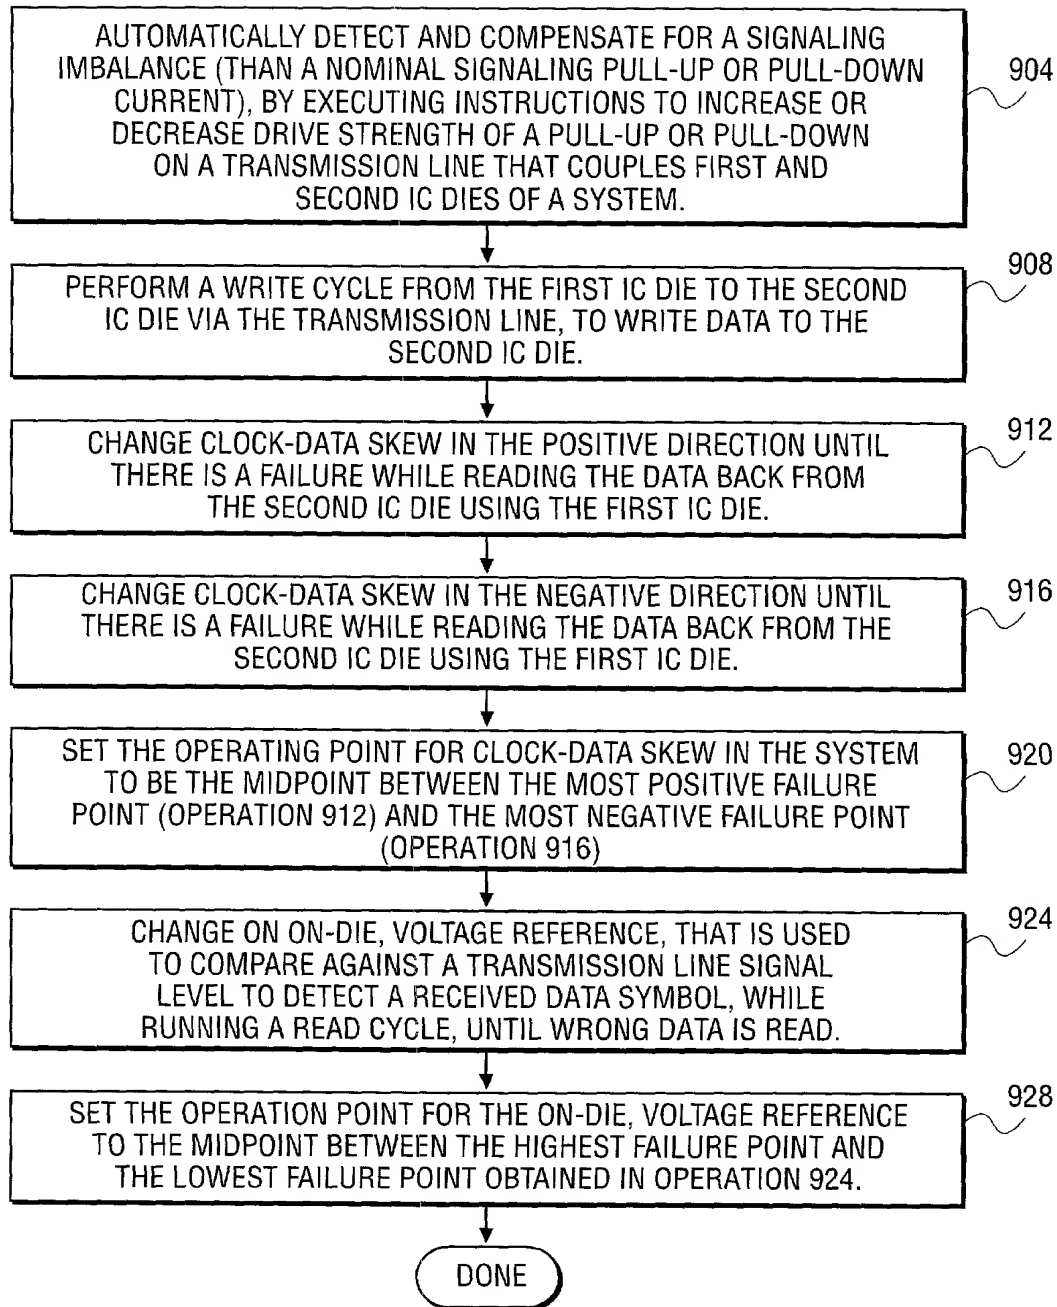 AUTOMATICALLY DETECT AND COMPENSATE FOR A SIGNALING
IMBALANCE (THAN A NOMINAL SIGNALING PULL-UP OR PULL-DOWN
CURRENT), BY EXECUTING INSTRUCTIONS TO INCREASE OR
DECREASE DRIVE STRENGTH OF A PULL-UP OR PULL-DOWN
ON A TRANSMISSION LINE THAT COUPLES FIRST AND
SECOND IC DIES OF A SYSTEM.
904
PERFORM A WRITE CYCLE FROM THE FIRST IC DIE TO THE SECOND
IC DIE VIA THE TRANSMISSION LINE, TO WRITE DATA TO THE
SECOND IC DIE.
908
CHANGE CLOCK-DATA SKEW IN THE POSITIVE DIRECTION UNTIL
THERE IS A FAILURE WHILE READING THE DATA BACK FROM
THE SECOND IC DIE USING THE FIRST IC DIE.
912
CHANGE CLOCK-DATA SKEW IN THE NEGATIVE DIRECTION UNTIL
THERE IS A FAILURE WHILE READING THE DATA BACK FROM THE
SECOND IC DIE USING THE FIRST IC DIE.
916
SET THE OPERATING POINT FOR CLOCK-DATA SKEW IN THE SYSTEM
TO BE THE MIDPOINT BETWEEN THE MOST POSITIVE FAILURE
POINT (OPERATION 912) AND THE MOST NEGATIVE FAILURE POINT
(OPERATION 916)
920
CHANGE ON ON-DIE, VOLTAGE REFERENCE, THAT IS USED
TO COMPARE AGAINST A TRANSMISSION LINE SIGNAL
LEVEL TO DETECT A RECEIVED DATA SYMBOL, WHILE
RUNNING A READ CYCLE, UNTIL WRONG DATA IS READ.
924
SET THE OPERATION POINT FOR THE ON-DIE, VOLTAGE REFERENCE
TO THE MIDPOINT BETWEEN THE HIGHEST FAILURE POINT AND
THE LOWEST FAILURE POINT OBTAINED IN OPERATION 924.
928
DONE